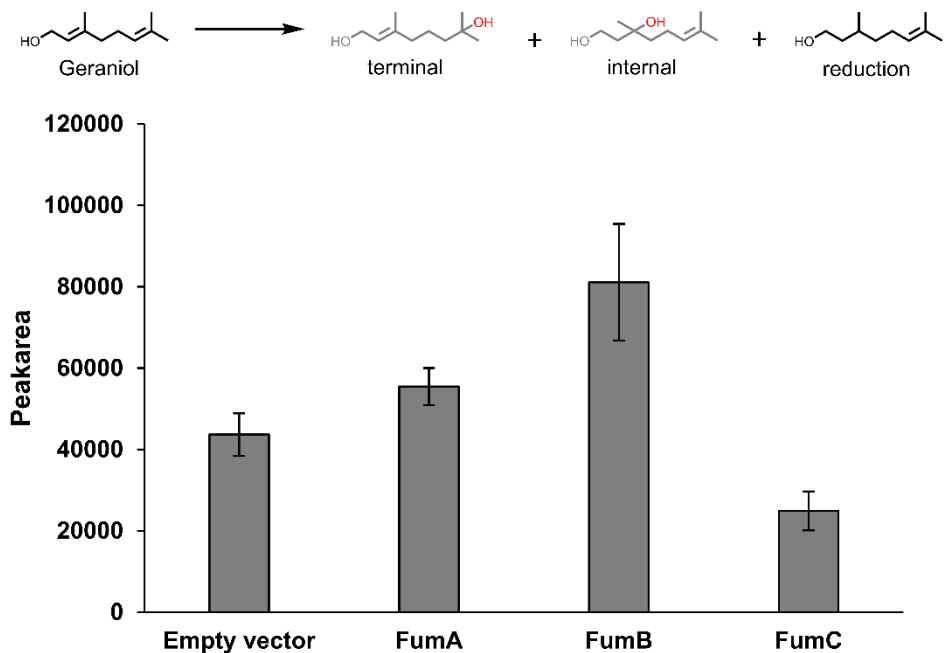 HO OH HO OH HO HO
Geraniol terminal + internal + reduction
120000
100000
80000
60000
40000
20000
0
Peakarea
Empty vector FumA FumB FumC